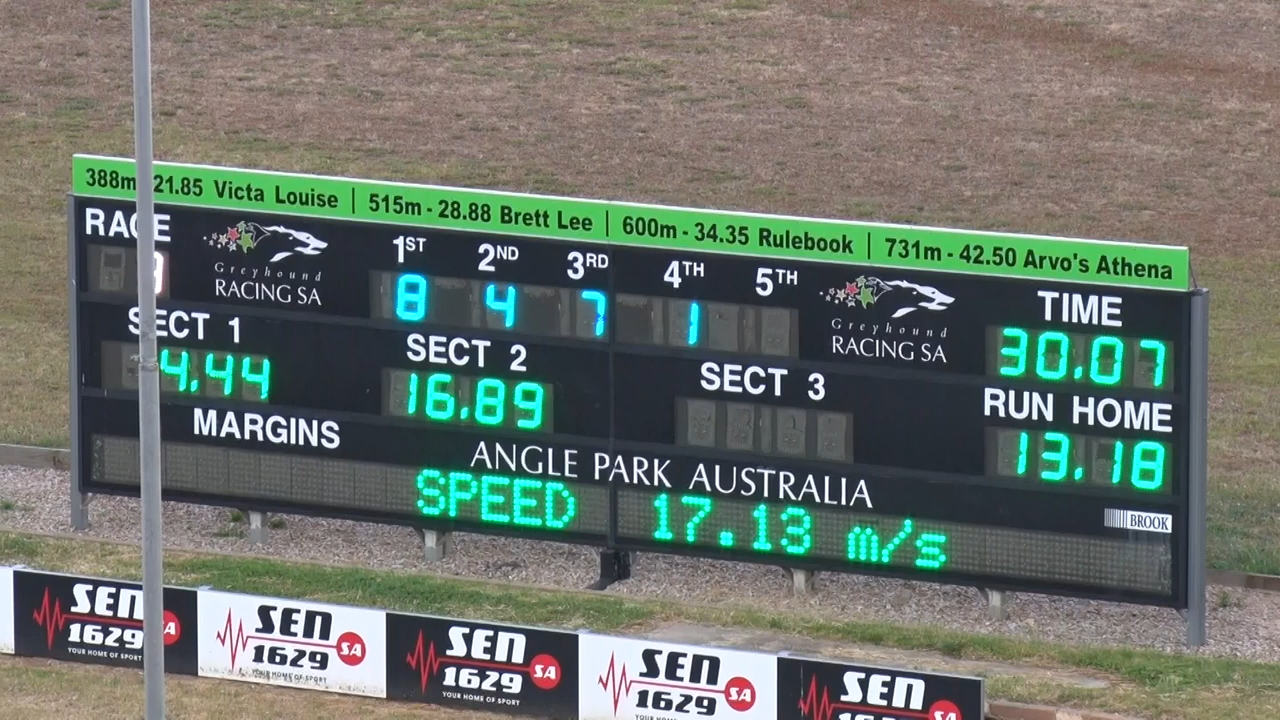 388m 21.85 Victa Louise | 515m - 28.88 Brett Lee | 600m - 34.35 Rulebook | 731m - 42.50 Arvo's Athena
RACE
Greyhound
RACING SA
1ST 2ND 3RD 4TH 5TH
8 4 7 1
Greyhound
RACING SA
TIME
30.07
SECT 1
4.44
SECT 2
16.89
SECT 3
RUN HOME
13.18
MARGINS
ANGLE PARK AUSTRALIA
SPEED 17.13 m/s
BROOK
SEN
1629
YOUR HOME OF SPORT
SEN SA
1629
YOUR HOME OF SPORT
SEN SA
1629
YOUR HOME OF SPORT
SEN SA
1629
SEN SA